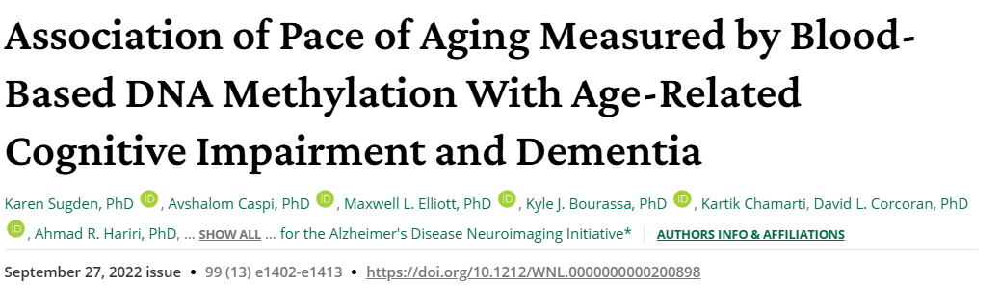 Association of Pace of Aging Measured by Blood-
Based DNA Methylation With Age-Related
Cognitive Impairment and Dementia
Karen Sugden, PhD iD, Avshalom Caspi, PhD iD, Maxwell L. Elliott, PhD iD, Kyle J. Bourassa, PhD iD, Kartik Chamarti, David L. Corcoran, PhD
iD, Ahmad R. Hariri, PhD, ... SHOW ALL ... for the Alzheimer's Disease Neuroimaging Initiative* AUTHORS INFO & AFFILIATIONS
September 27, 2022 issue • 99 (13) e1402-e1413 • https://doi.org/10.1212/WNL.0000000000200898